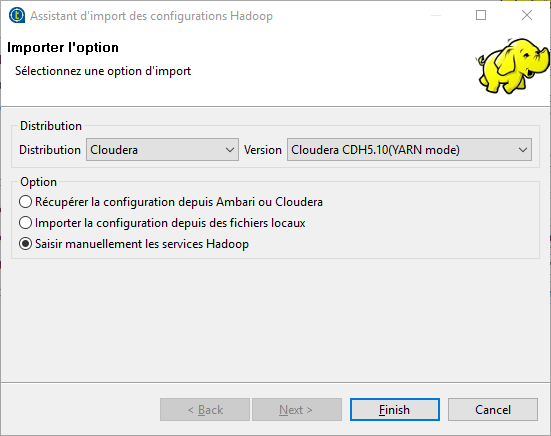 Assistant d'import des configurations Hadoop
Importer l'option
Sélectionnez une option d'import
Distribution
Distribution Cloudera Version Cloudera CDH5.10(YARN mode)
Option
Récupérer la configuration depuis Ambari ou Cloudera
Importer la configuration depuis des fichiers locaux
Saisir manuellement les services Hadoop
< Back Next > Finish Cancel